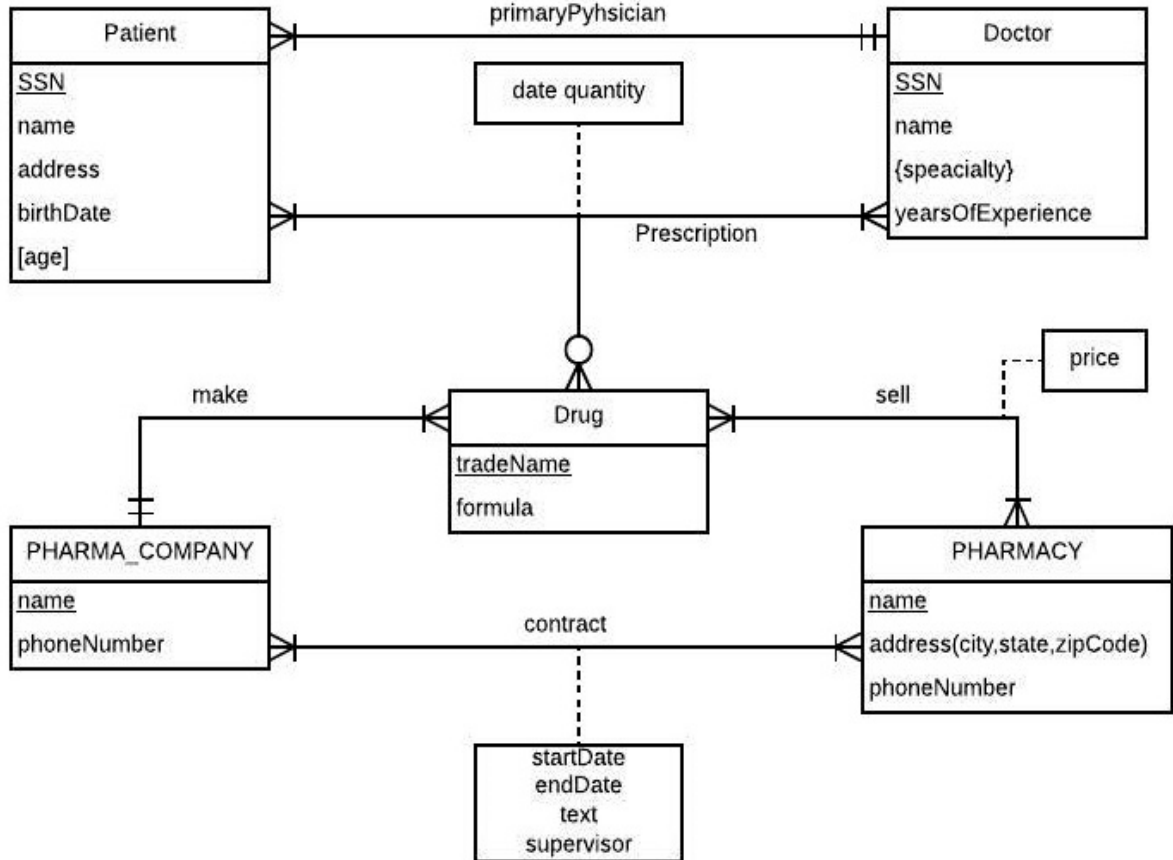 primaryPyhsician
Patient
SSN
name
address
birthDate
[age]
date quantity
Doctor
SSN
name
{speacialty}
yearsOfExperience
Prescription
make
Drug
tradeName
formula
sell
price
PHARMA_COMPANY
name
phoneNumber
contract
PHARMACY
name
address(city,state,zipCode)
phoneNumber
startDate
endDate
text
supervisor